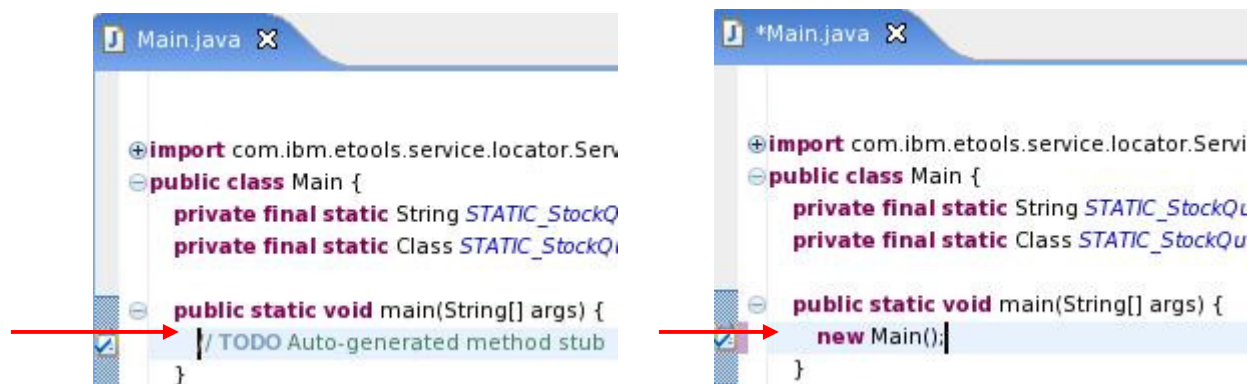 Main.java
import com.ibm.etools.service.locator.Serv
public class Main {
private final static String STATIC_StockQ
private final static Class STATIC_StockQu
public static void main(String[] args) {
// TODO Auto-generated method stub
}
*Main.java
import com.ibm.etools.service.locator.Servi
public class Main {
private final static String STATIC_StockQu
private final static Class STATIC_StockQu
public static void main(String[] args) {
new Main();
}